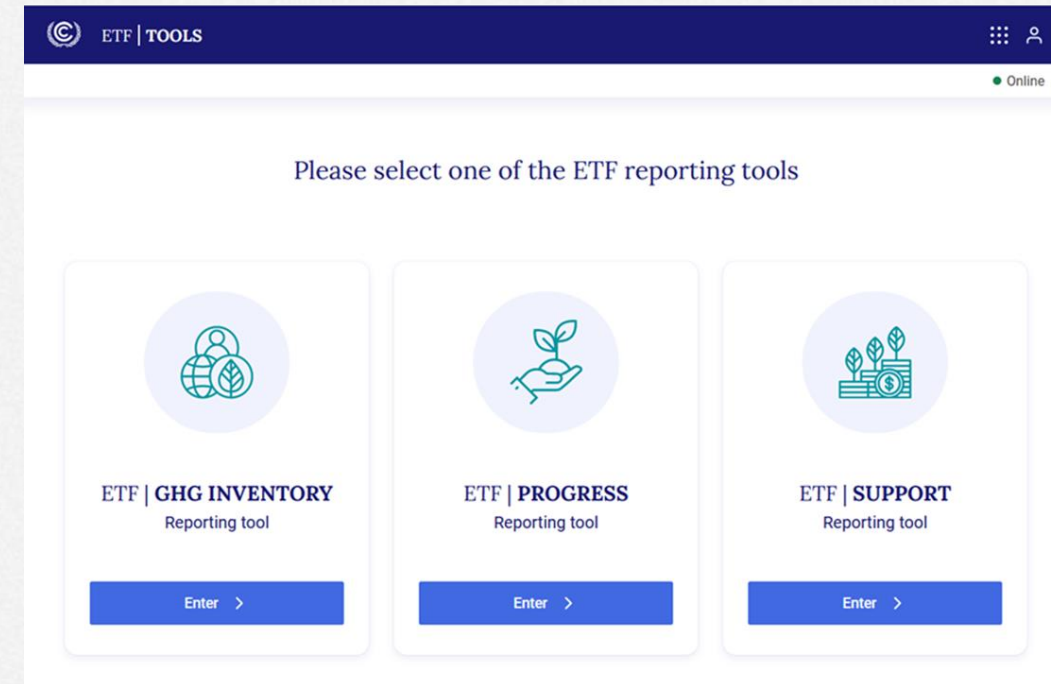 ETF | TOOLS
Online
Please select one of the ETF reporting tools
ETF | GHG INVENTORY
Reporting tool
Enter >
ETF | PROGRESS
Reporting tool
Enter >
ETF | SUPPORT
Reporting tool
Enter >